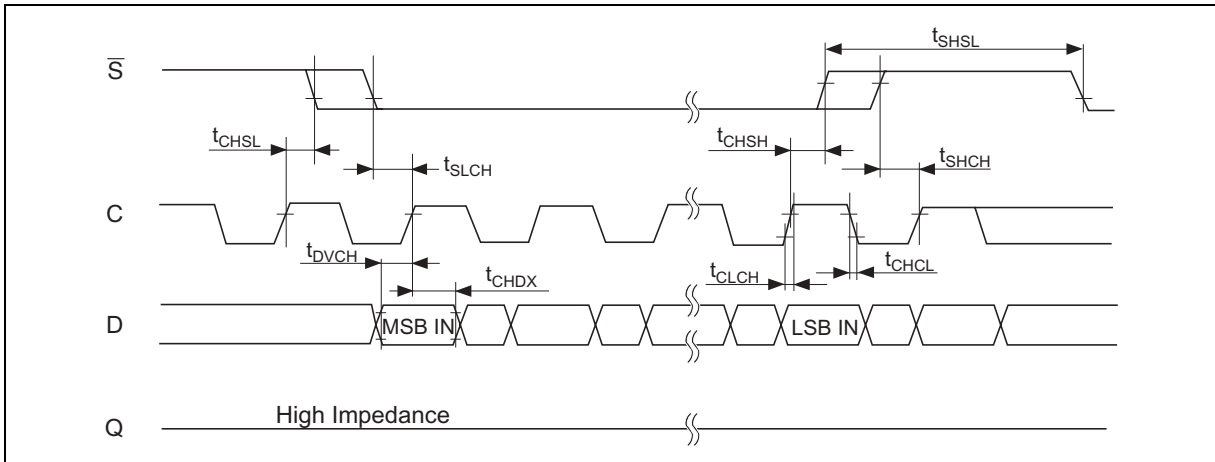 tSHSL
S̅
tCHSL
tSLCH
tCHSH
tSHCH
C
tDVCH
tCHDX
tCLCH
tCHCL
D
MSB IN
LSB IN
High Impedance
Q